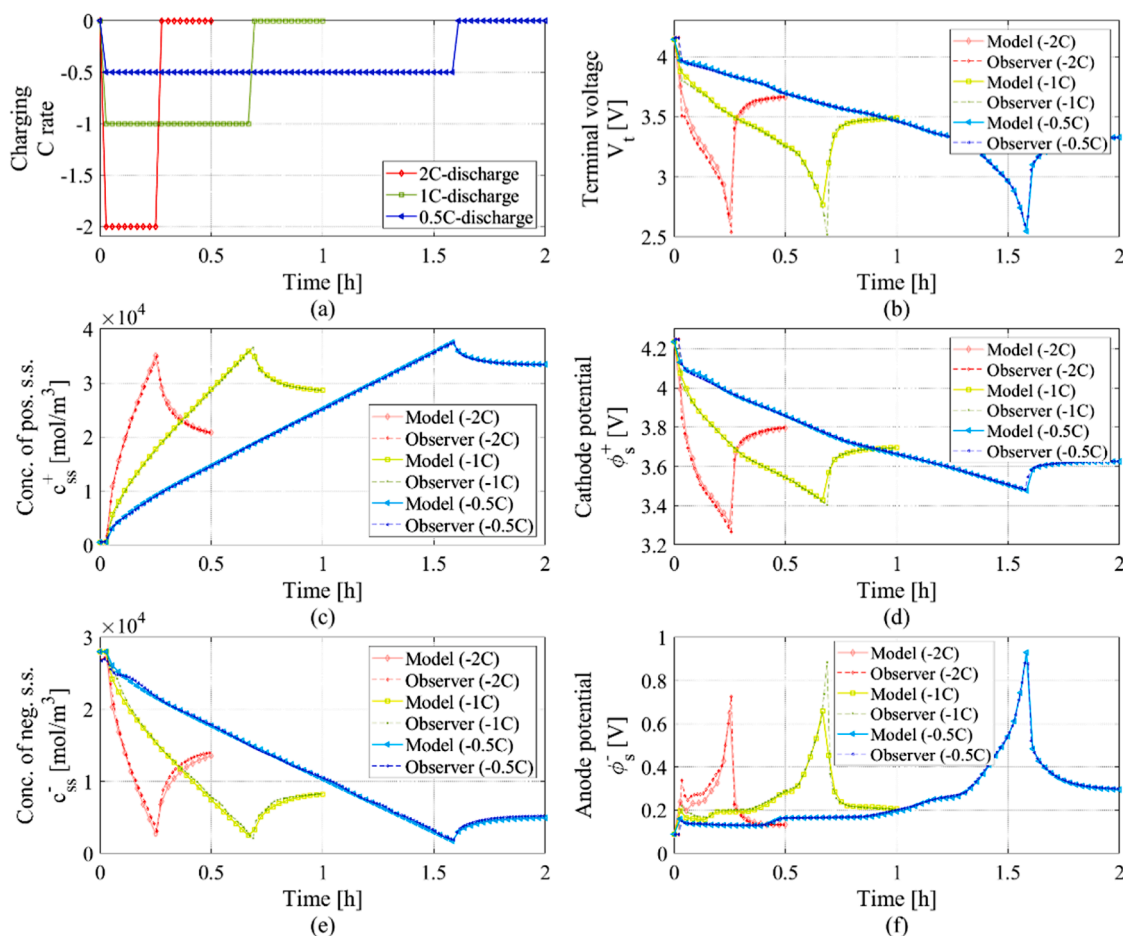 0
-0.5
-1
-1.5
-2
Charging
C rate
2C-discharge
1C-discharge
0.5C-discharge
0 0.5 1 1.5 2
Time [h]
(a)
4
3.5
3
2.5
Terminal voltage
V_t [V]
Model (-2C)
Observer (-2C)
Model (-1C)
Observer (-1C)
Model (-0.5C)
Observer (-0.5C)
0 0.5 1 1.5 2
Time [h]
(b)
×10^4
4
3
2
1
0
Conc. of pos. s.s.
c_ss^+ [mol/m^3]
Model (-2C)
Observer (-2C)
Model (-1C)
Observer (-1C)
Model (-0.5C)
Observer (-0.5C)
0 0.5 1 1.5 2
Time [h]
(c)
4.2
4
3.8
3.6
3.4
3.2
Cathode potential
ϕ_s^+ [V]
Model (-2C)
Observer (-2C)
Model (-1C)
Observer (-1C)
Model (-0.5C)
Observer (-0.5C)
0 0.5 1 1.5 2
Time [h]
(d)
×10^4
3
2
1
0
Conc. of neg. s.s.
c_ss^- [mol/m^3]
Model (-2C)
Observer (-2C)
Model (-1C)
Observer (-1C)
Model (-0.5C)
Observer (-0.5C)
0 0.5 1 1.5 2
Time [h]
(e)
1
0.8
0.6
0.4
0.2
0
Anode potential
ϕ_s^- [V]
Model (-2C)
Observer (-2C)
Model (-1C)
Observer (-1C)
Model (-0.5C)
Observer (-0.5C)
0 0.5 1 1.5 2
Time [h]
(f)